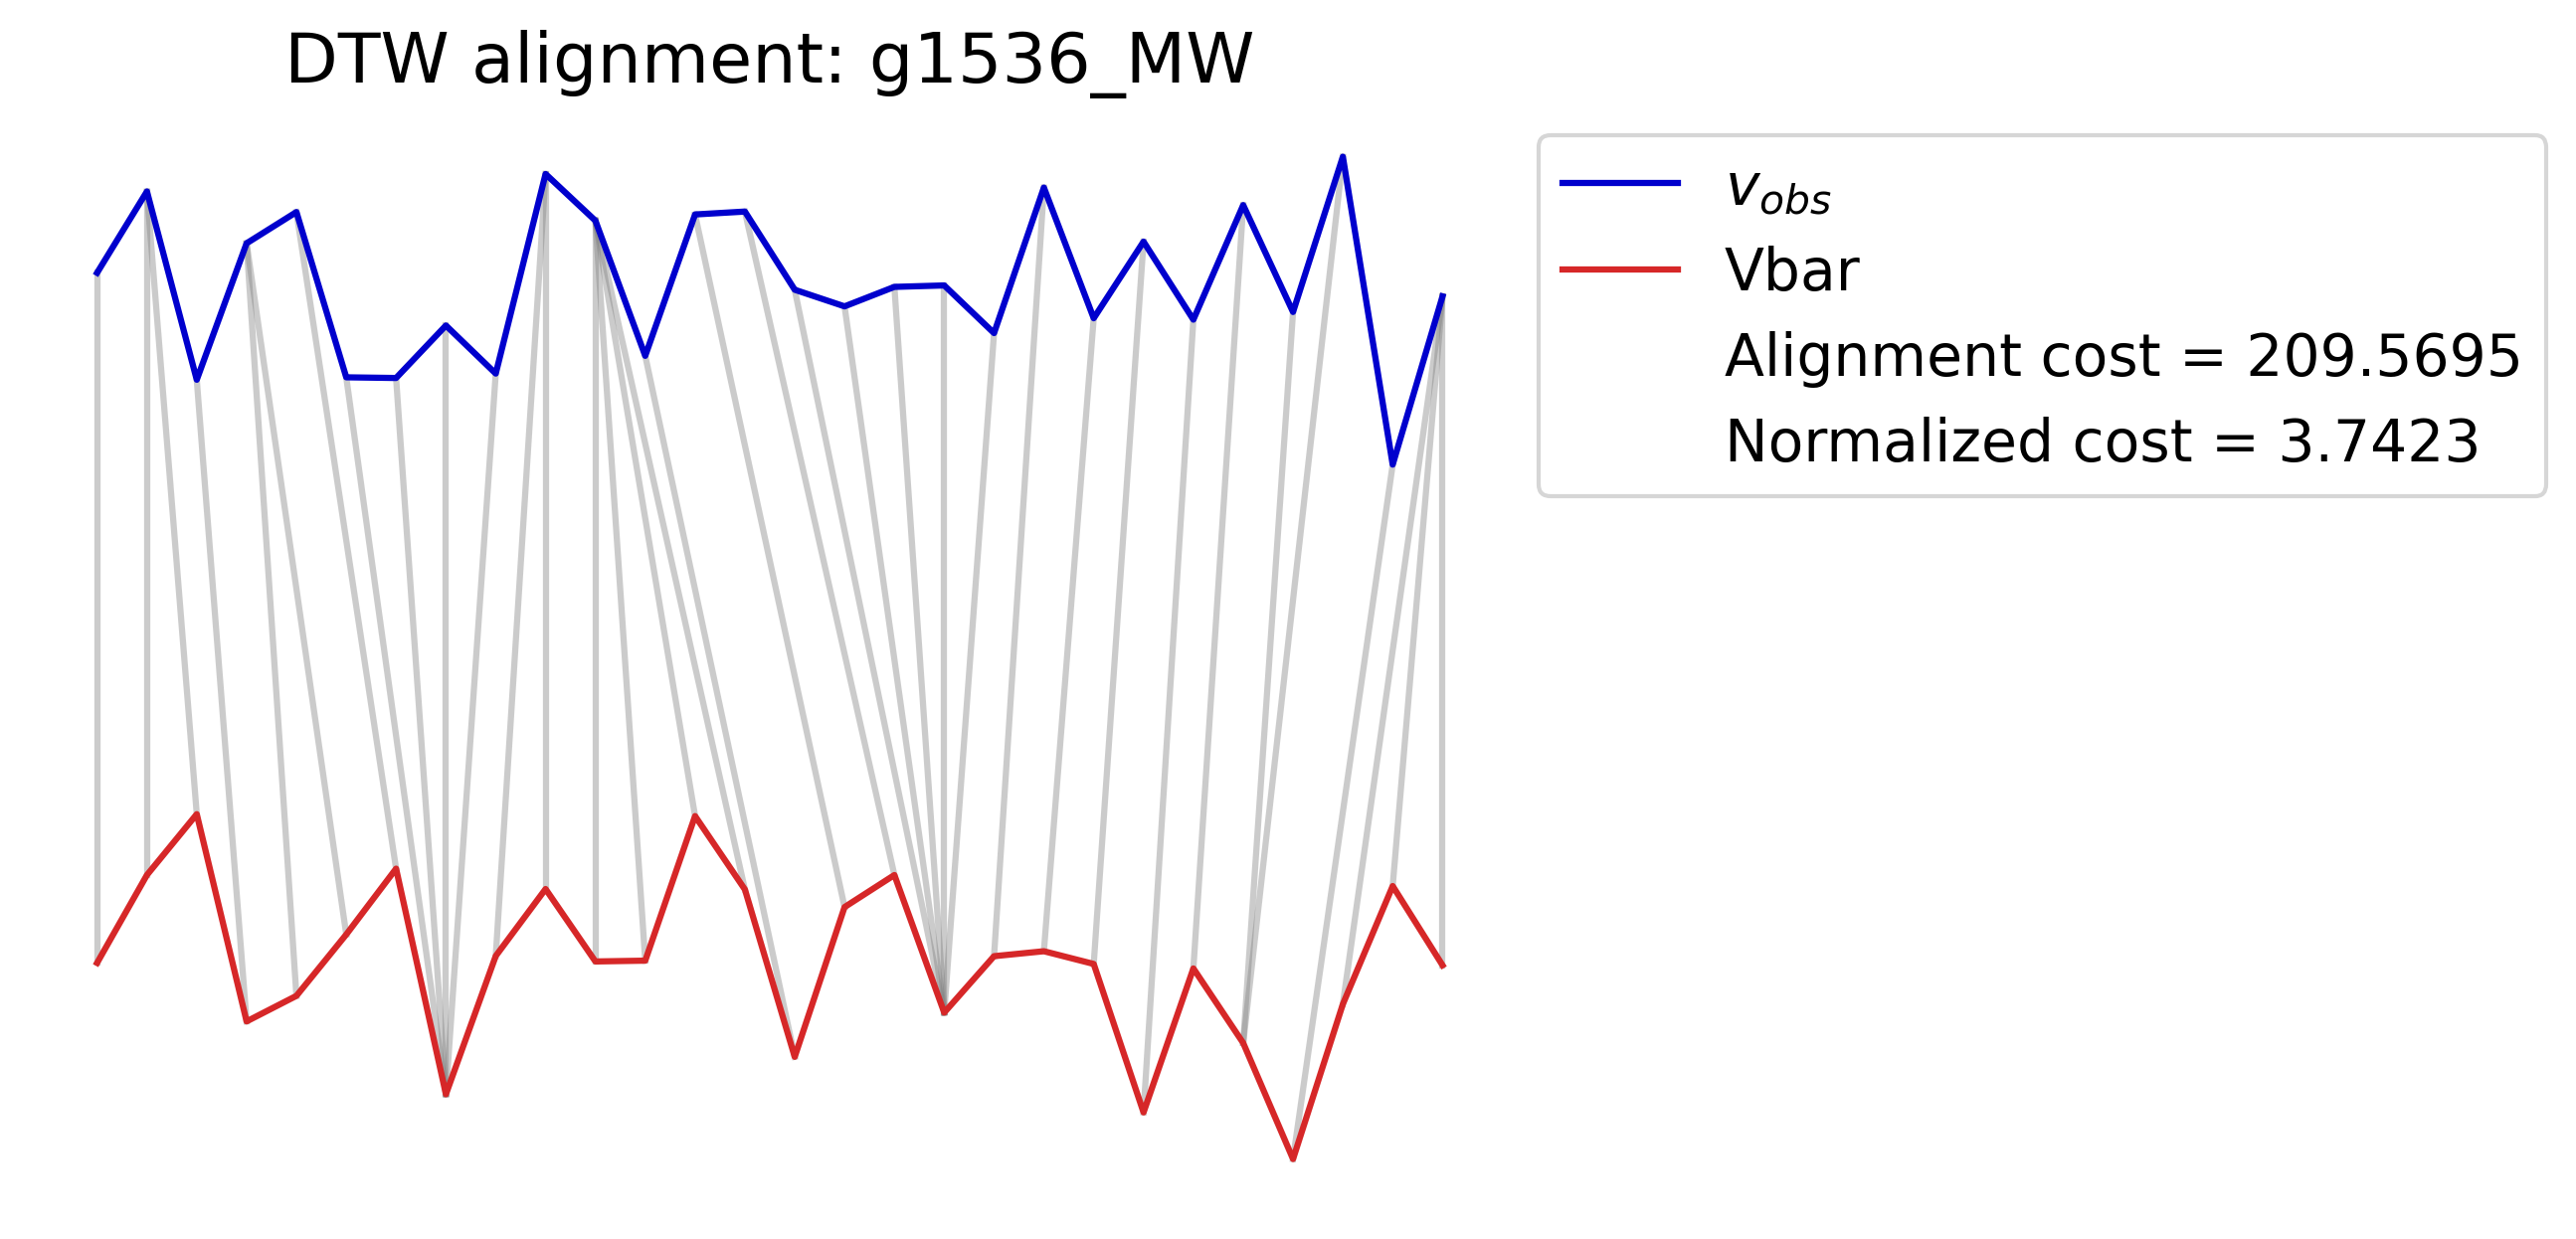 DTW alignment: g1536_MW
v_obs
Vbar
Alignment cost = 209.5695
Normalized cost = 3.7423